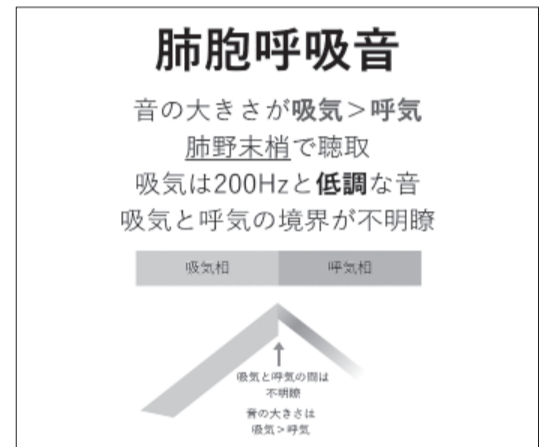 肺胞呼吸音
音の大きさが吸気＞呼気
肺野末梢で聴取
吸気は200Hzと低調な音
吸気と呼気の境界が不明瞭
吸気相
呼気相
吸気と呼気の間は
不明瞭
音の大きさは
吸気＞呼気